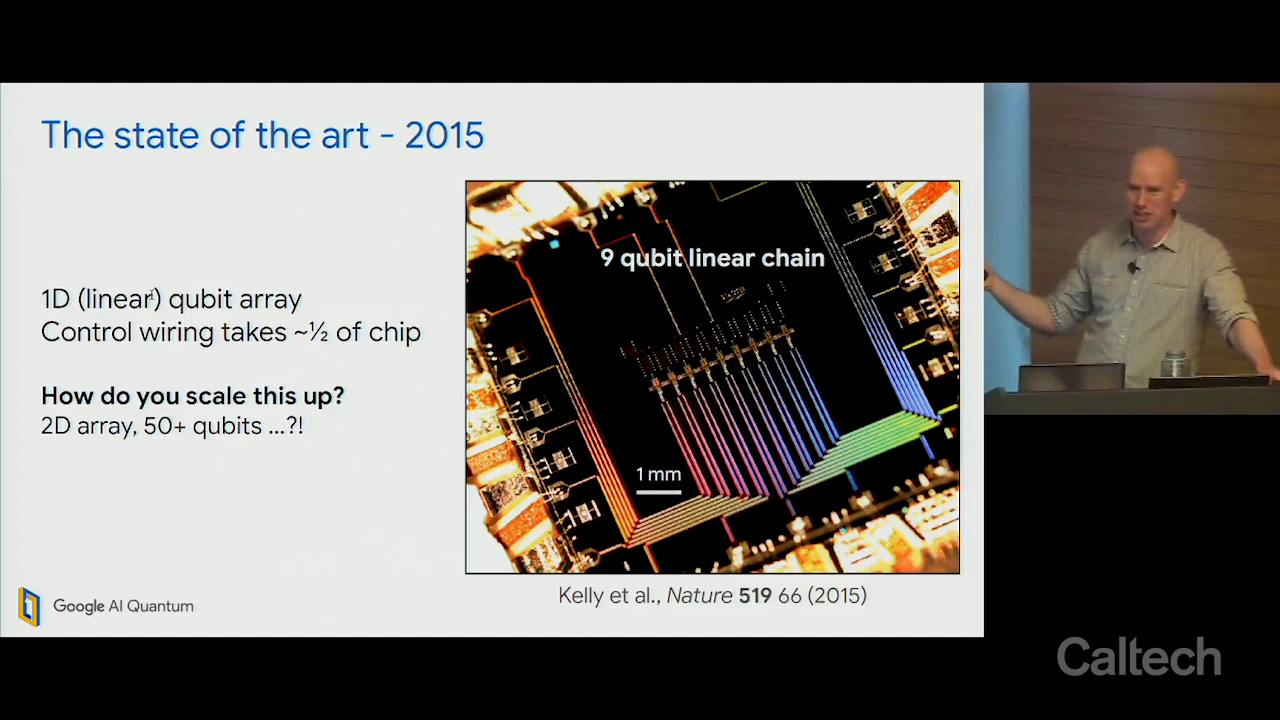 The state of the art - 2015
1D (linear) qubit array
Control wiring takes ~½ of chip
How do you scale this up?
2D array, 50+ qubits ...?!
9 qubit linear chain
1 mm
Kelly et al., Nature 519 66 (2015)
Google AI Quantum
Caltech